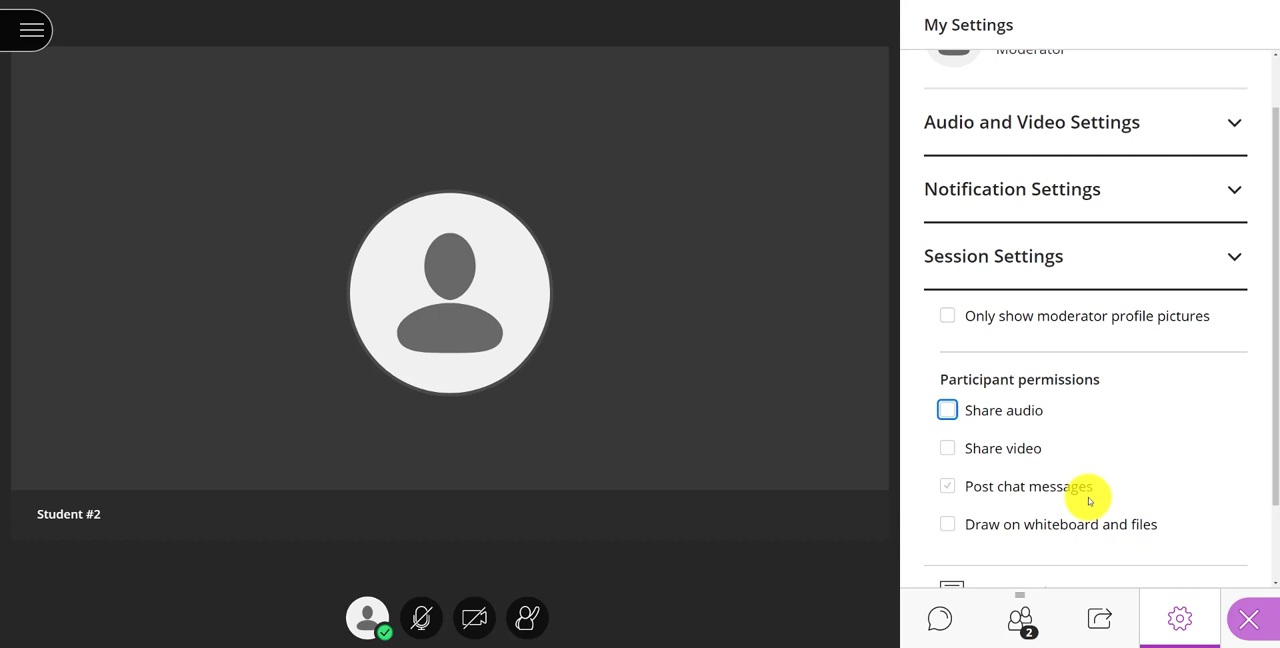 My Settings
Moderator
Audio and Video Settings
Notification Settings
Session Settings
Only show moderator profile pictures
Participant permissions
Share audio
Share video
Post chat messages
Draw on whiteboard and files
Student #2
2